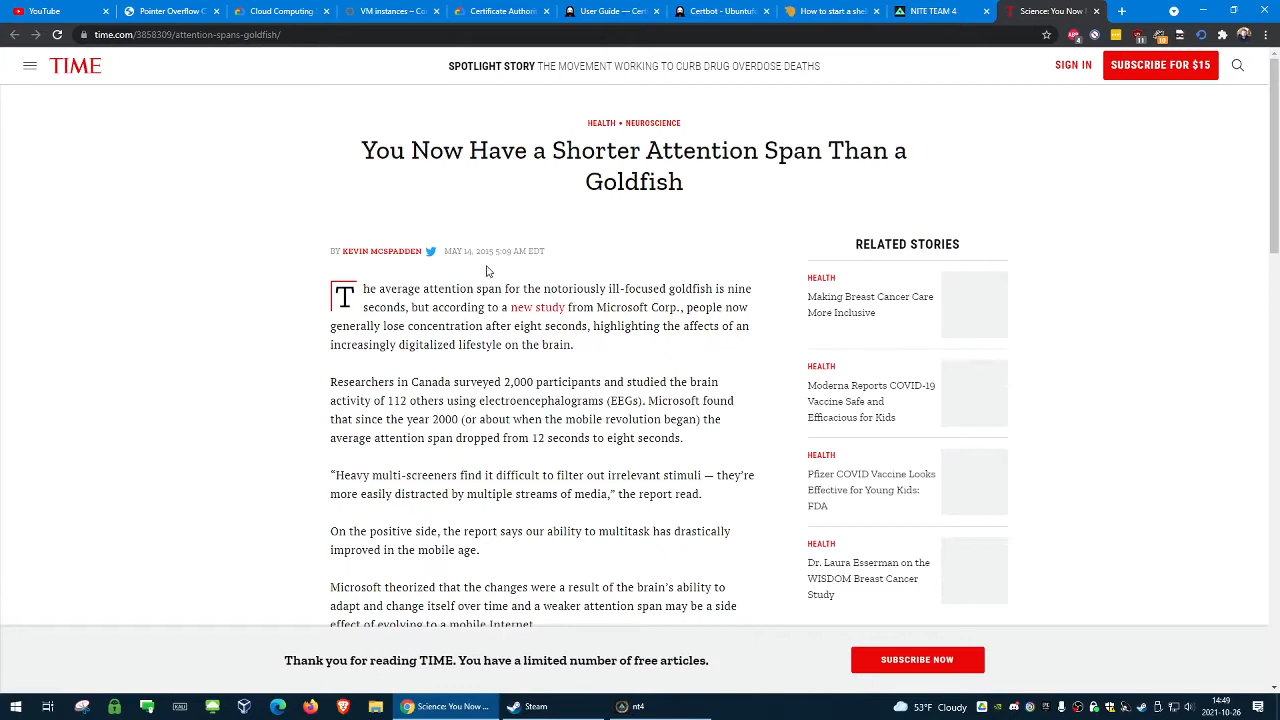 YouTube
Pointer Overflow C
Cloud Computing
Certificate Author
Shorter Guide — Cer
Certbot - Ubuntu
How to start a she
NITE TEAM 4
Science: You Now H
time.com/3858309/attention-spans-goldfish/
TIME
SPOTLIGHT STORY THE MOVEMENT WORKING TO CURB DRUG OVERDOSE DEATHS
SIGN IN
SUBSCRIBE FOR $15
HEALTH • NEUROSCIENCE
You Now Have a Shorter Attention Span Than a
Goldfish
BY KEVIN MCSPADDEN MAY 14, 2015 5:09 AM EDT
The average attention span for the notoriously ill-focused goldfish is nine
seconds, but according to a new study from Microsoft Corp., people now
generally lose concentration after eight seconds, highlighting the affects of an
increasingly digitalized lifestyle on the brain.
Researchers in Canada surveyed 2,000 participants and studied the brain
activity of 112 others using electroencephalograms (EEGs). Microsoft found
that since the year 2000 (or about when the mobile revolution began) the
average attention span dropped from 12 seconds to eight seconds.
“Heavy multi-screeners find it difficult to filter out irrelevant stimuli — they’re
more easily distracted by multiple streams of media,” the report read.
On the positive side, the report says our ability to multitask has drastically
improved in the mobile age.
Microsoft theorized that the changes were a result of the brain’s ability to
adapt and change itself over time and a weaker attention span may be a side
effect of evolving to a mobile Internet.
RELATED STORIES
HEALTH
Making Breast Cancer Care
More Inclusive
HEALTH
Moderna Reports COVID-19
Vaccine Safe and
Efficacious for Kids
HEALTH
Pfizer COVID Vaccine Looks
Effective for Young Kids:
FDA
HEALTH
Dr. Laura Esserman on the
WISDOM Breast Cancer
Study
Thank you for reading TIME. You have a limited number of free articles.
SUBSCRIBE NOW
Science: You Now ...
Steam
nt4
53°F Cloudy
14:49
2021-10-26